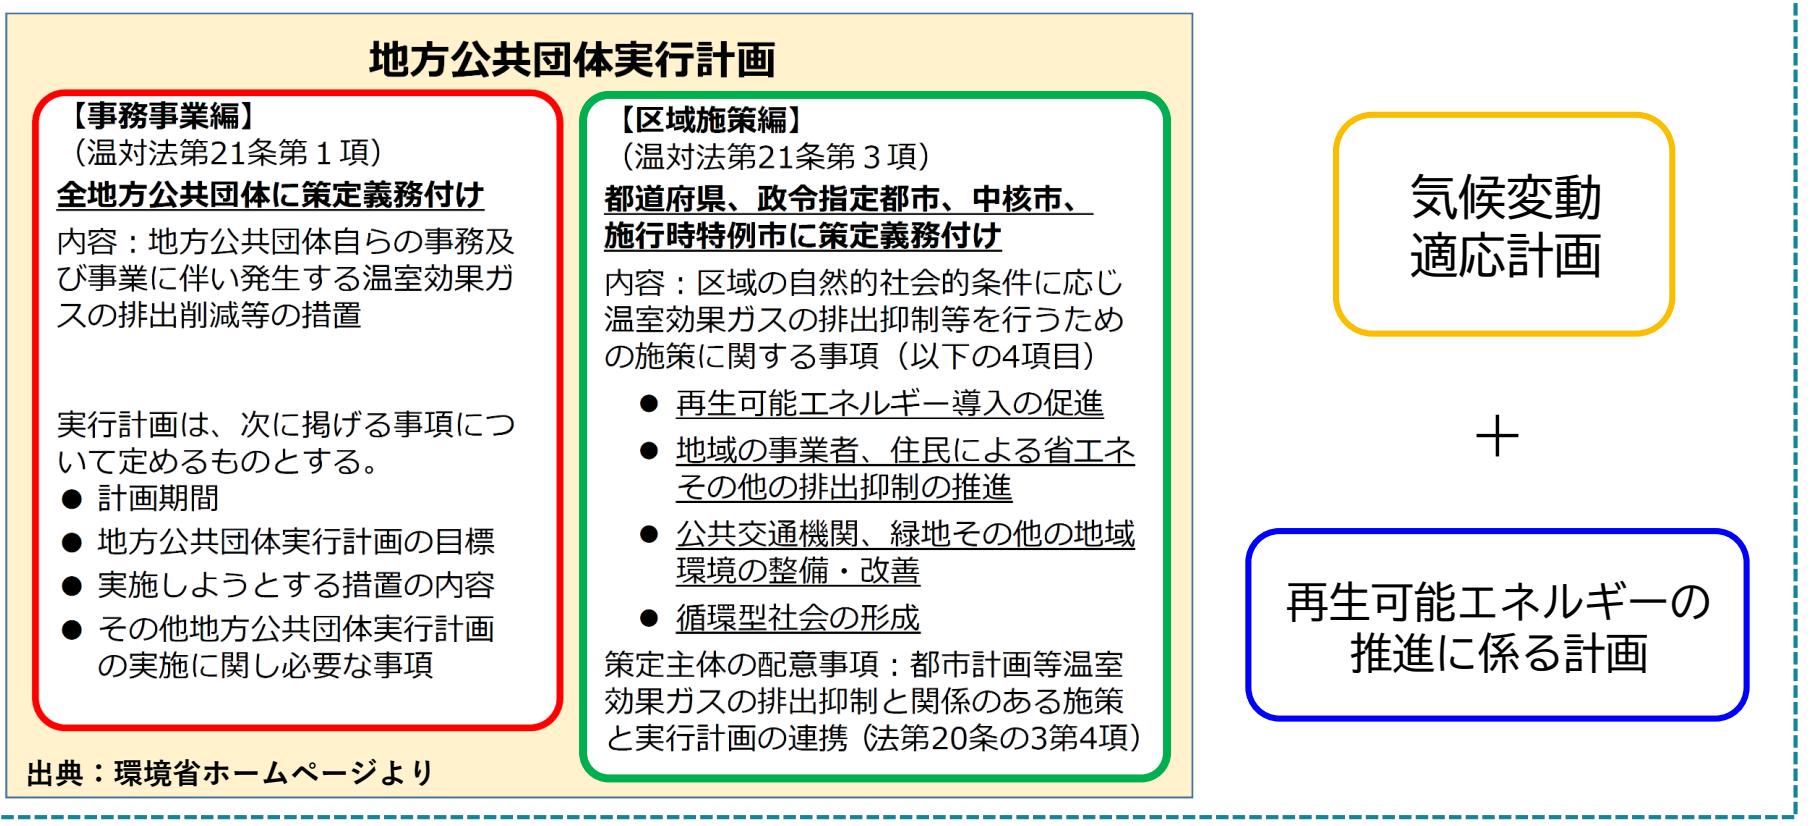 地方公共団体実行計画
【事務事業編】
（温対法第21条第１項）
全地方公共団体に策定義務付け
内容：地方公共団体自らの事務及
び事業に伴い発生する温室効果ガ
スの排出削減等の措置
実行計画は、次に掲げる事項につ
いて定めるものとする。
● 計画期間
● 地方公共団体実行計画の目標
● 実施しようとする措置の内容
● その他地方公共団体実行計画
の実施に関し必要な事項
出典：環境省ホームページより
【区域施策編】
（温対法第21条第３項）
都道府県、政令指定都市、中核市、
施行時特例市に策定義務付け
内容：区域の自然的社会的条件に応じ
温室効果ガスの排出抑制等を行うため
の施策に関する事項（以下の4項目）
● 再生可能エネルギー導入の促進
● 地域の事業者、住民による省エネ
その他の排出抑制の推進
● 公共交通機関、緑地その他の地域
環境の整備・改善
● 循環型社会の形成
策定主体の配意事項：都市計画等温室
効果ガスの排出抑制と関係のある施策
と実行計画の連携（法第20条の3第4項）
気候変動
適応計画
＋
再生可能エネルギーの
推進に係る計画